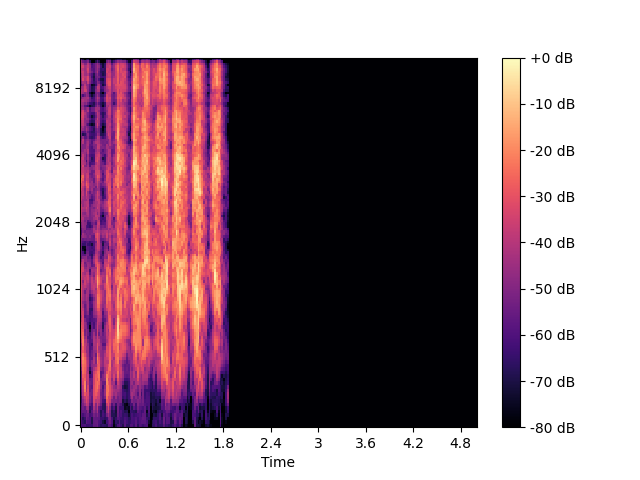 +0 dB
8192
-10 dB
4096
-20 dB
-30 dB
2048
Hz
-40 dB
1024
-50 dB
-60 dB
512
-70 dB
0
-80 dB
0 0.6 1.2 1.8 2.4 3 3.6 4.2 4.8
Time